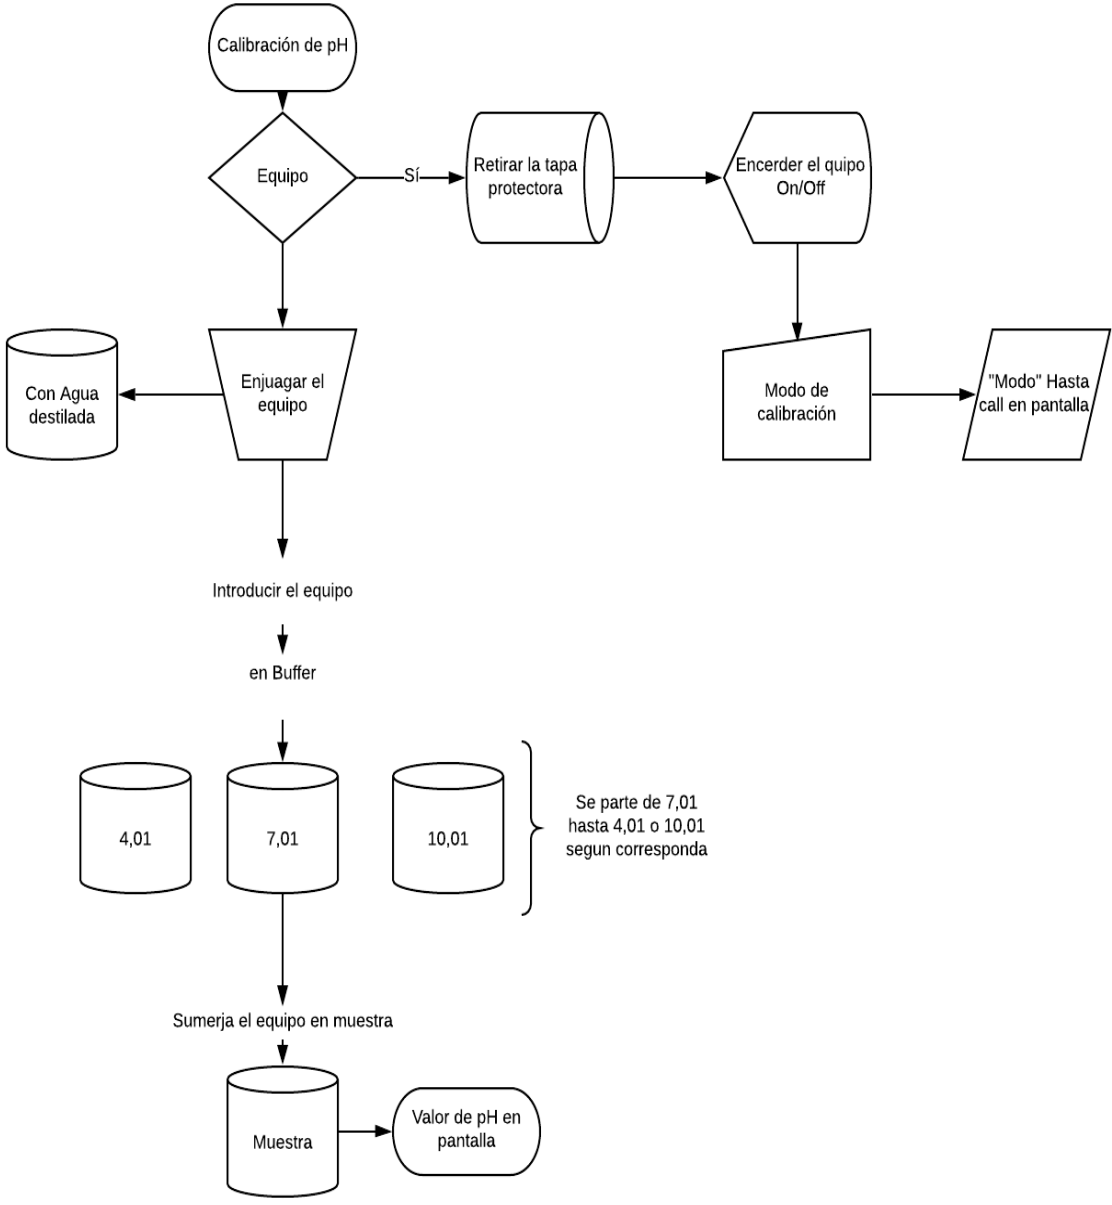 Calibración de pH
Equipo
Sí
Retirar la tapa
protectora
Encerder el quipo
On/Off
Con Agua
destilada
Enjuagar el
equipo
Modo de
calibración
"Modo" Hasta
call en pantalla
Introducir el equipo
en Buffer
4,01
7,01
10,01
Se parte de 7,01
hasta 4,01 o 10,01
segun corresponda
Sumerja el equipo en muestra
Muestra
Valor de pH en
pantalla